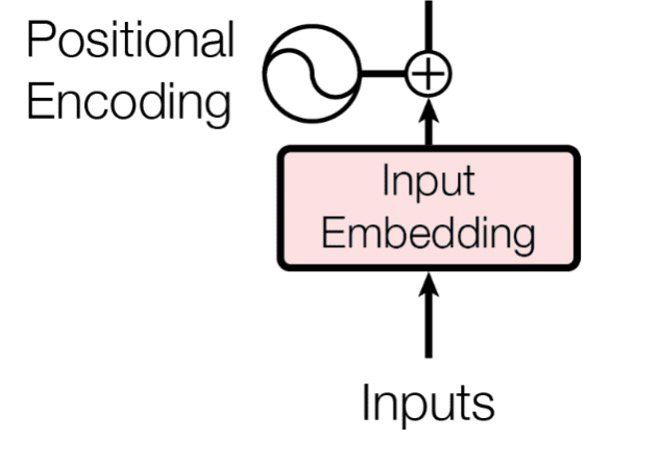 Positional
Encoding
Input
Embedding
Inputs